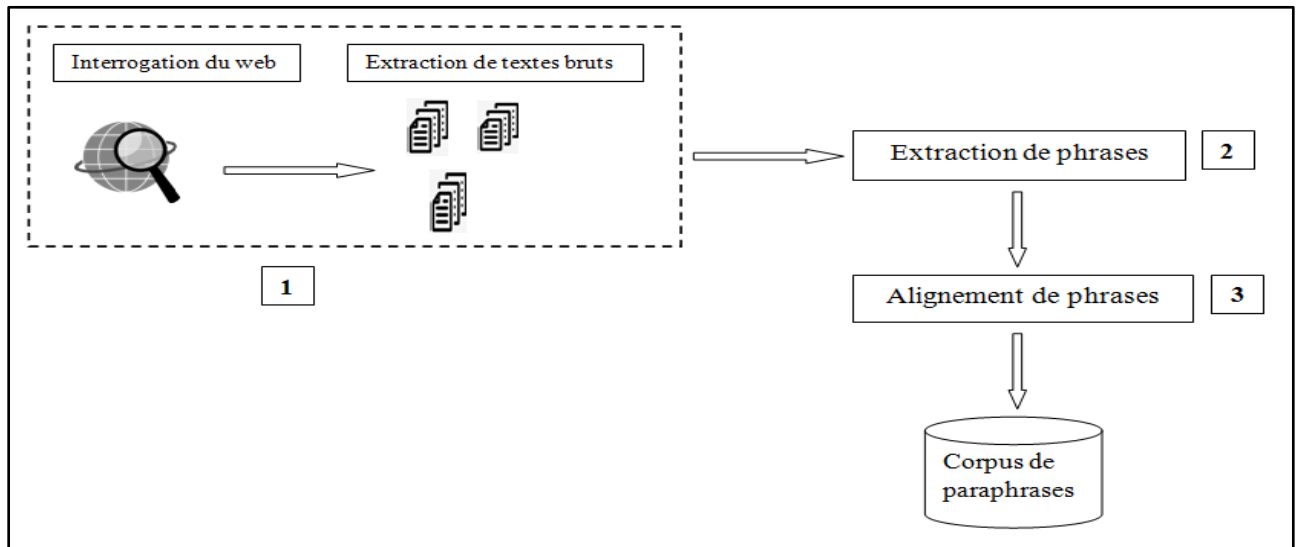 Interrogation du web
Extraction de textes bruts
Extraction de phrases
2
1
Alignement de phrases
3
Corpus de
paraphrases